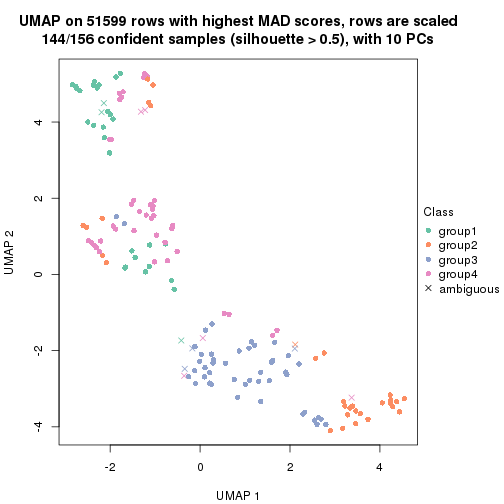 UMAP on 51599 rows with highest MAD scores, rows are scaled
144/156 confident samples (silhouette > 0.5), with 10 PCs
4
2
0
-2
-4
UMAP 2
-2
0
2
4
UMAP 1
Class
group1
group2
group3
group4
ambiguous